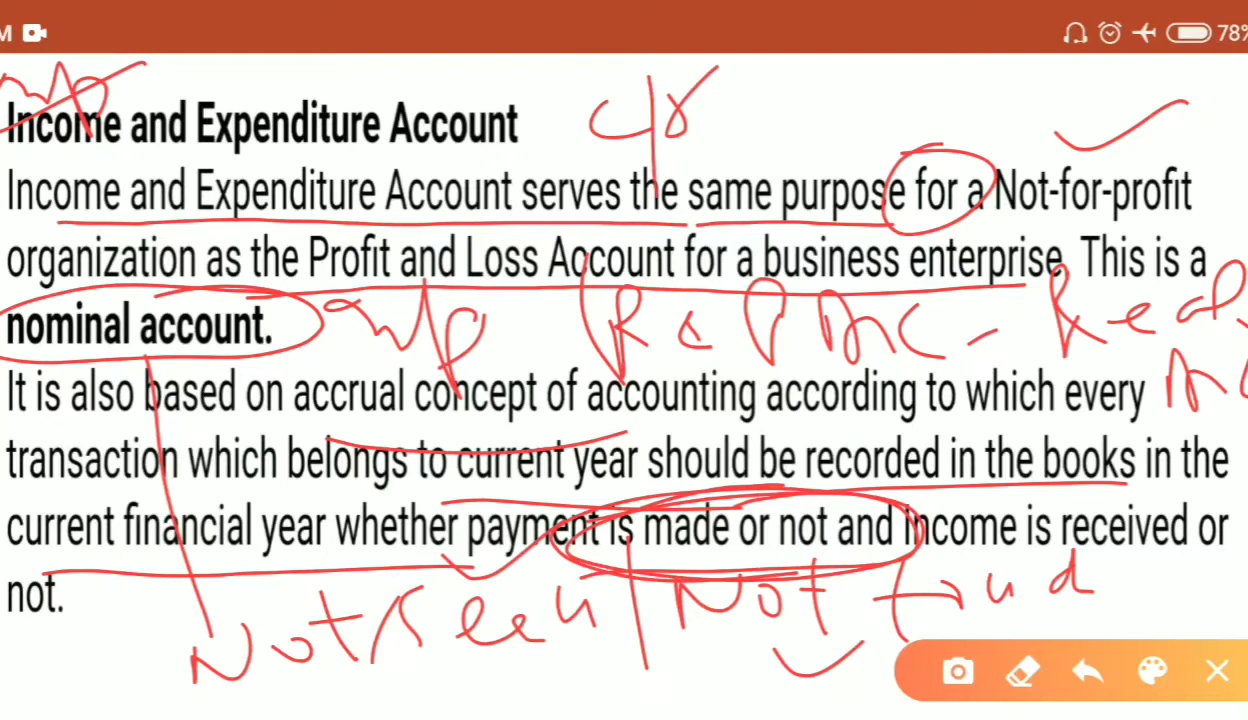 M 78%
Income and Expenditure Account
Income and Expenditure Account serves the same purpose for a Not-for-profit
organization as the Profit and Loss Account for a business enterprise. This is a
nominal account.
It is also based on accrual concept of accounting according to which every
transaction which belongs to current year should be recorded in the books in the
current financial year whether payment is made or not and income is received or
not.
Not
Not